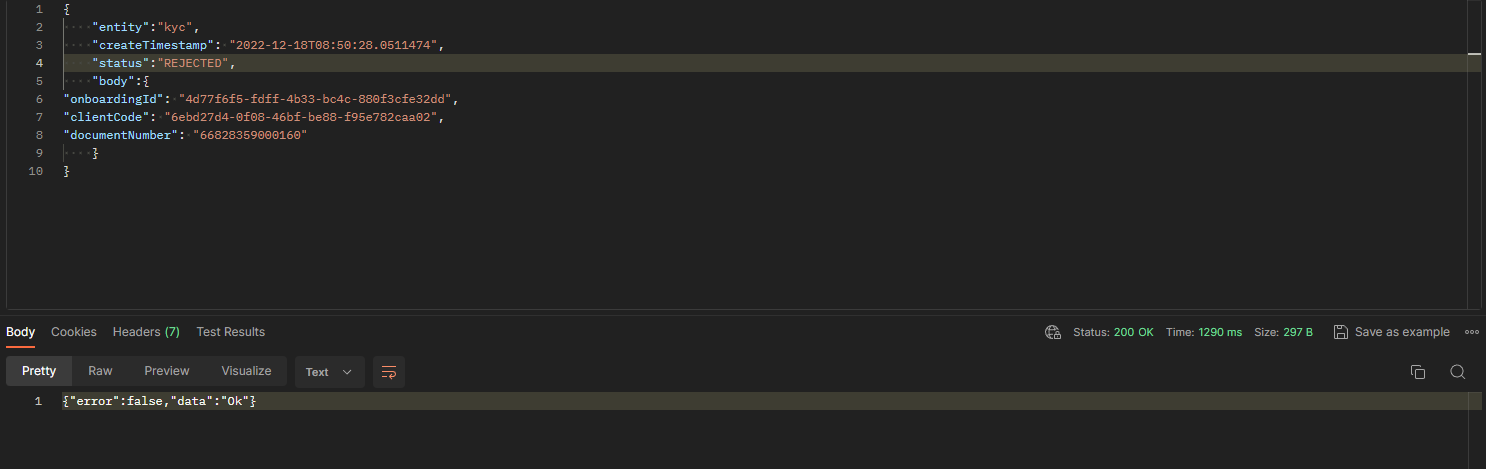 1 {
2 "entity":"kyc",
3 "createTimestamp": "2022-12-18T08:50:28.0511474",
4 "status":"REJECTED",
5 "body":{
6 "onboardingId": "4d77f6f5-fdff-4b33-bc4c-880f3cfe32dd",
7 "clientCode": "6ebd27d4-0f08-46bf-be88-f95e782caa02",
8 "documentNumber": "66828359000160"
9 }
10 }
Body Cookies Headers (7) Test Results Status: 200 OK Time: 1290 ms Size: 297 B Save as example
Pretty Raw Preview Visualize Text
1 {"error":false,"data":"Ok"}